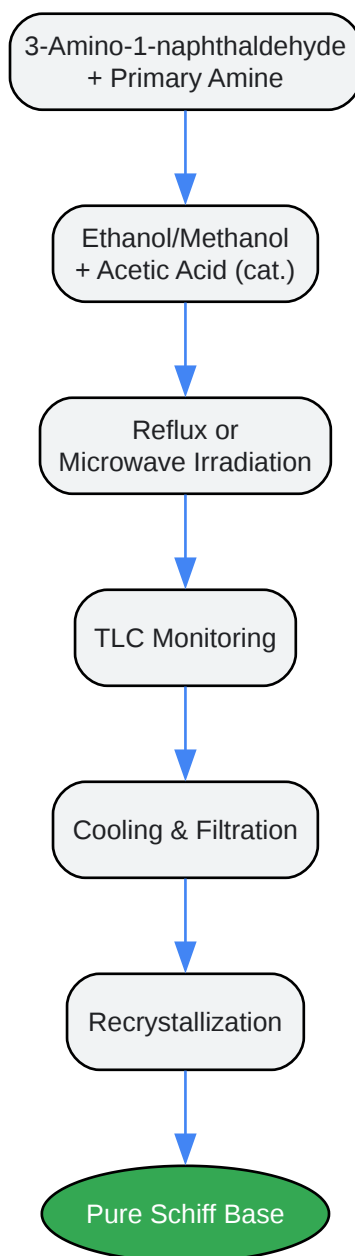 3-Amino-1-naphthaldehyde
+ Primary Amine
Ethanol/Methanol
+ Acetic Acid (cat.)
Reflux or
Microwave Irradiation
TLC Monitoring
Cooling & Filtration
Recrystallization
Pure Schiff Base